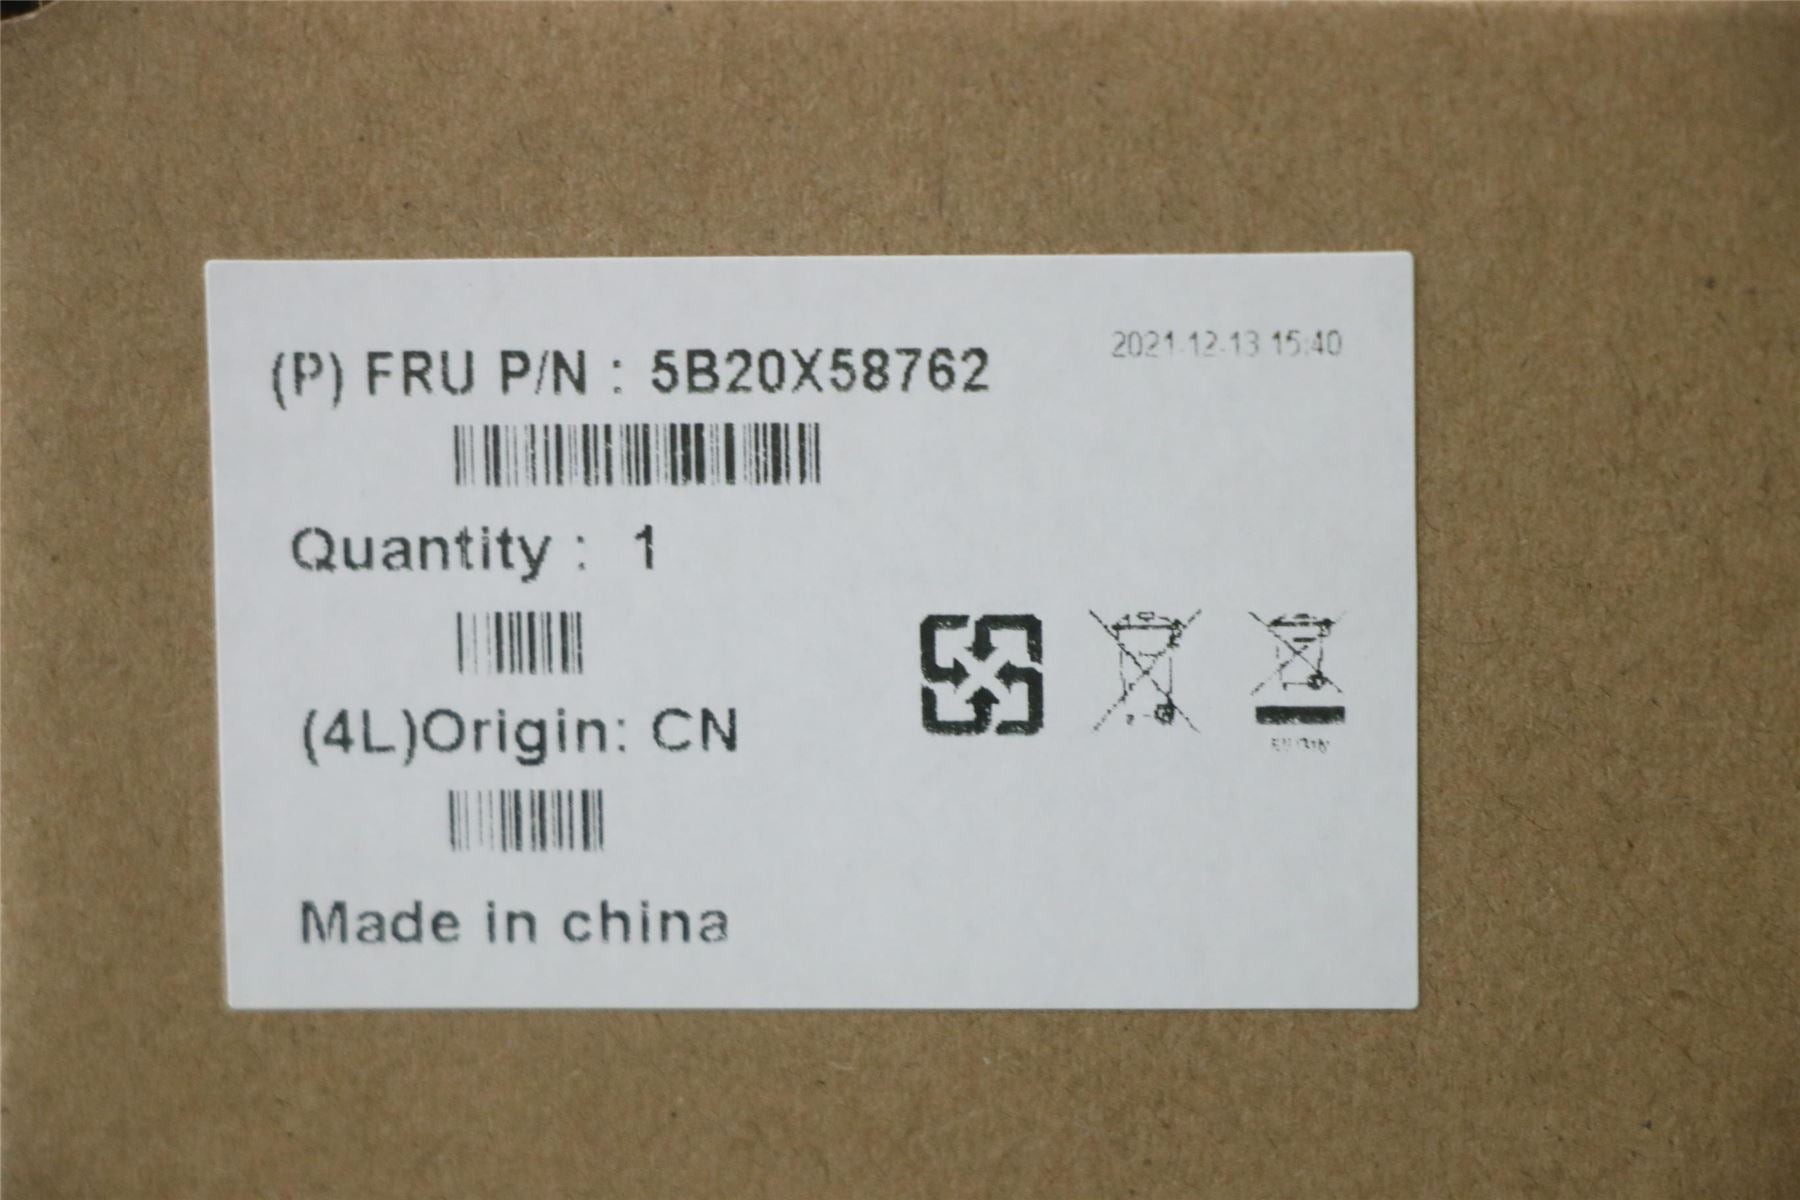 2021-12-13 15:40
(P) FRU P/N : 5B20X58762
Quantity : 1
(4L)Origin: CN
Made in china